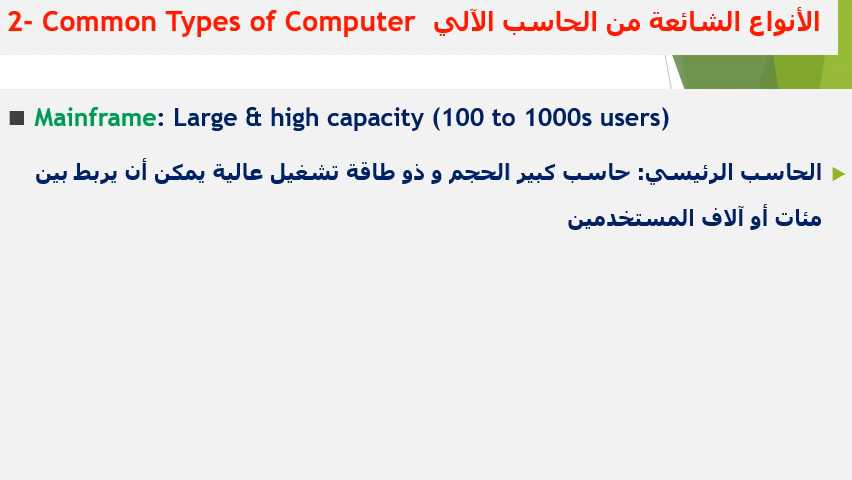 2- Common Types of Computer الأنواع الشائعة من الحاسب الآلي
Mainframe: Large & high capacity (100 to 1000s users)
الحاسب الرئيسي: حاسب كبير الحجم و ذو طاقة تشغيل عالية يمكن أن يربط بين
مئات أو آلاف المستخدمين